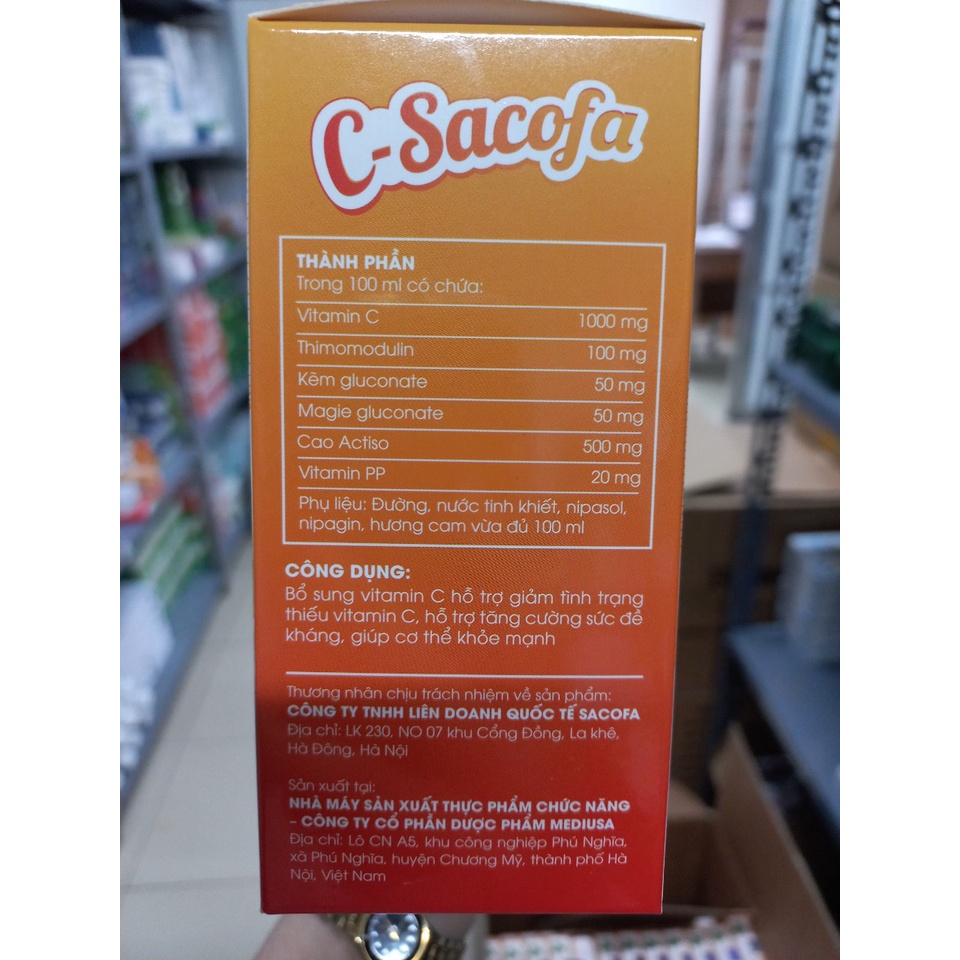 C-Sacofa
THÀNH PHẦN
Trong 100 ml có chứa:
Vitamin C 1000 mg
Thimomodulin 100 mg
Kẽm gluconate 50 mg
Magie gluconate 50 mg
Cao Actiso 500 mg
Vitamin PP 20 mg
Phụ liệu: Đường, nước tinh khiết, nipasol,
nipagin, hương cam vừa đủ 100 ml
CÔNG DỤNG:
Bổ sung vitamin C hỗ trợ giảm tình trạng
thiếu vitamin C, hỗ trợ tăng cường sức đề
kháng, giúp cơ thể khỏe mạnh
Thương nhân chịu trách nhiệm về sản phẩm:
CÔNG TY TNHH LIÊN DOANH QUỐC TẾ SACOFA
Địa chỉ: LK 230, NO 07 khu Cổng Đồng, La khê,
Hà Đông, Hà Nội
Sản xuất tại:
NHÀ MÁY SẢN XUẤT THỰC PHẨM CHỨC NĂNG
– CÔNG TY CỔ PHẦN DƯỢC PHẨM MEDIUSA
Địa chỉ: Lô CN A5, khu công nghiệp Phú Nghĩa,
xã Phú Nghĩa, huyện Chương Mỹ, thành phố Hà
Nội, Việt Nam